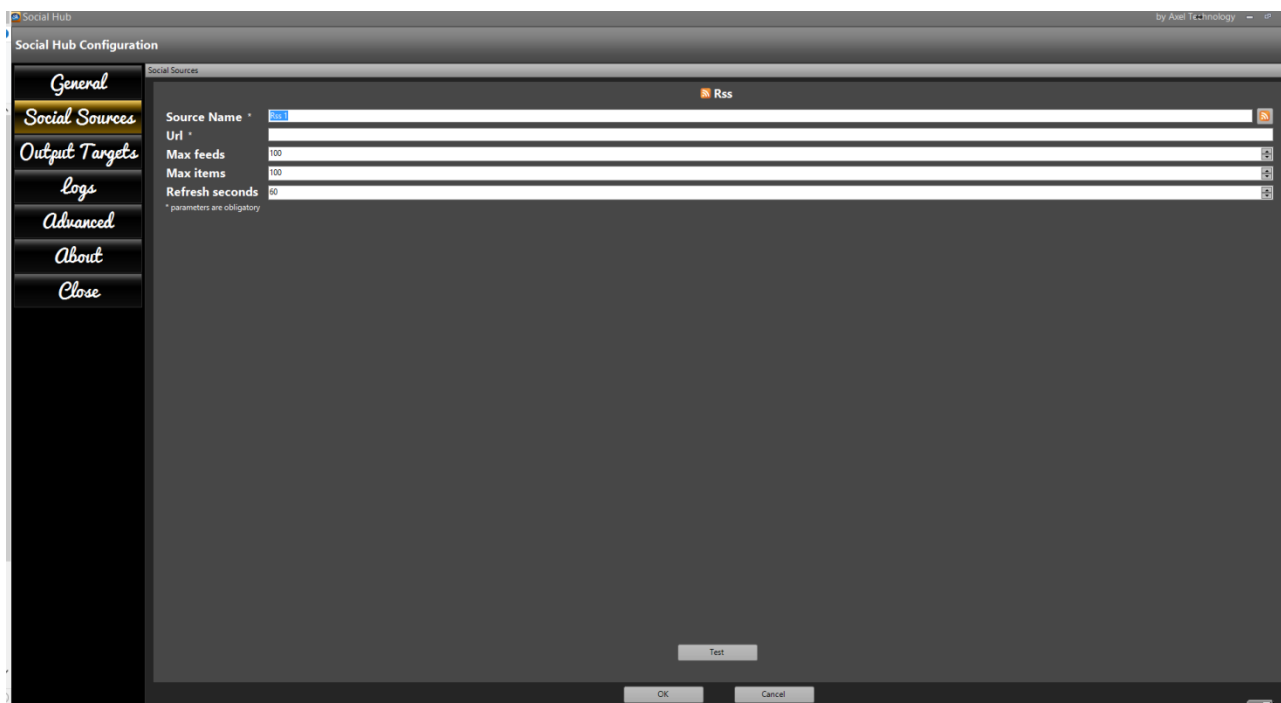 Social Hub by Axel Technology
Social Hub Configuration
General
Social Sources
Output Targets
Logs
Advanced
About
Close
Social Sources
Rss
Source Name * Rss 1
Url *
Max feeds 100
Max items 100
Refresh seconds 60
* parameters are obligatory
Test
OK Cancel